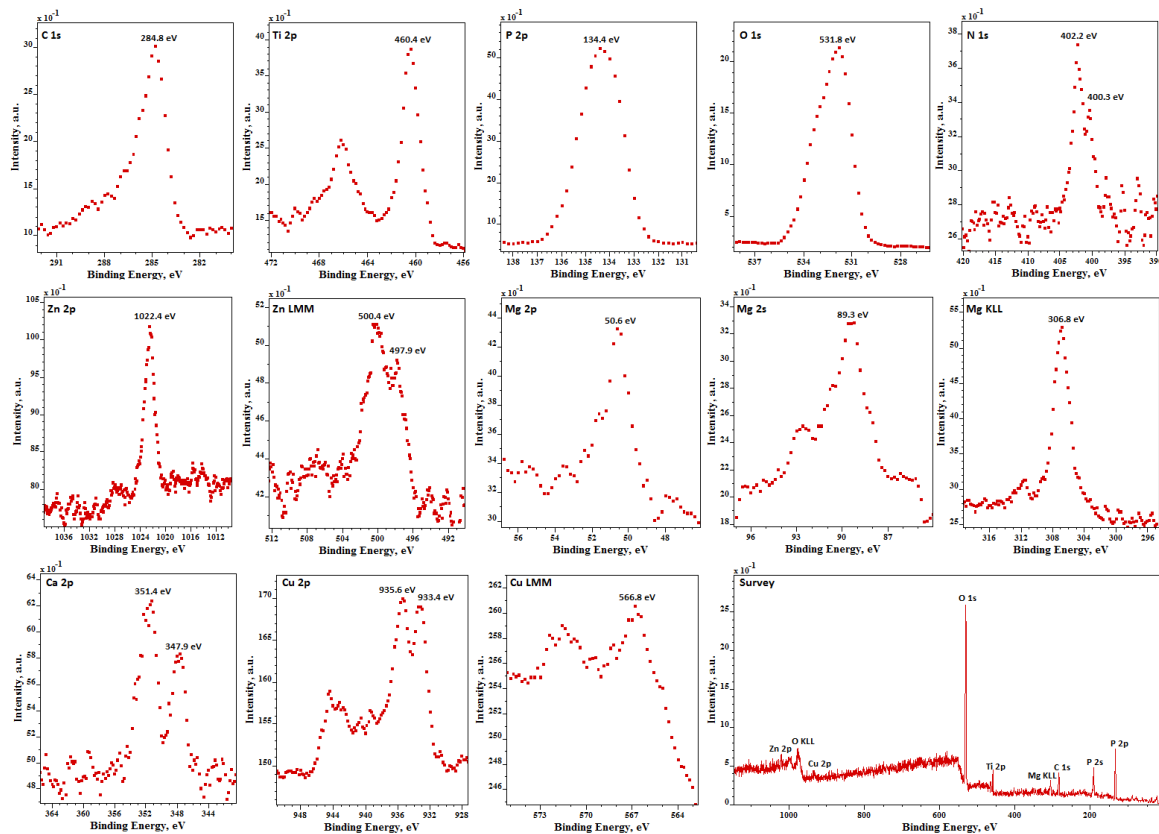 x 10⁻¹
C 1s
284.8 eV
30
25
20
15
10
Intensity, a.u.
291
288
285
282
Binding Energy, eV
x 10⁻¹
Ti 2p
460.4 eV
40
35
30
25
20
15
Intensity, a.u.
472
468
464
460
456
Binding Energy, eV
x 10⁻¹
P 2p
134.4 eV
50
40
30
20
10
Intensity, a.u.
138
137
136
135
134
133
132
131
Binding Energy, eV
x 10⁻¹
O 1s
531.8 eV
20
15
10
5
Intensity, a.u.
537
534
531
528
Binding Energy, eV
x 10⁻¹
N 1s
402.2 eV
400.3 eV
38
36
34
32
30
28
26
Intensity, a.u.
420
415
410
405
400
395
390
Binding Energy, eV
x 10⁻¹
Zn 2p
1022.4 eV
105
100
95
90
85
80
Intensity, a.u.
1036
1032
1028
1024
1020
1016
1012
Binding Energy, eV
x 10⁻¹
Zn LMM
500.4 eV
497.9 eV
52
50
48
46
44
42
Intensity, a.u.
512
508
504
500
496
492
Binding Energy, eV
x 10⁻¹
Mg 2p
50.6 eV
44
42
40
38
36
34
32
30
Intensity, a.u.
56
54
52
50
48
Binding Energy, eV
x 10⁻¹
Mg 2s
89.3 eV
34
32
30
28
26
24
22
20
18
Intensity, a.u.
96
93
90
87
Binding Energy, eV
x 10⁻¹
Mg KLL
306.8 eV
55
50
45
40
35
30
25
Intensity, a.u.
320
316
312
308
304
300
296
Binding Energy, eV
x 10⁻¹
Ca 2p
351.4 eV
347.9 eV
64
62
60
58
56
54
52
50
48
Intensity, a.u.
364
360
356
352
348
344
Binding Energy, eV
x 10⁻¹
Cu 2p
935.6 eV
933.4 eV
170
165
160
155
Intensity, a.u.
948
944
940
936
932
928
Binding Energy, eV
x 10⁻¹
Cu LMM
566.8 eV
262
260
258
256
254
252
250
248
246
Intensity, a.u.
573
570
567
564
Binding Energy, eV
x 10⁻¹
Survey
O 1s
Zn 2p
O KLL
Cu 2p
Ti 2p
Mg KLL
C 1s
P 2s
P 2p
25
20
15
10
5
Intensity, a.u.
1000
800
600
400
200
Binding Energy, eV